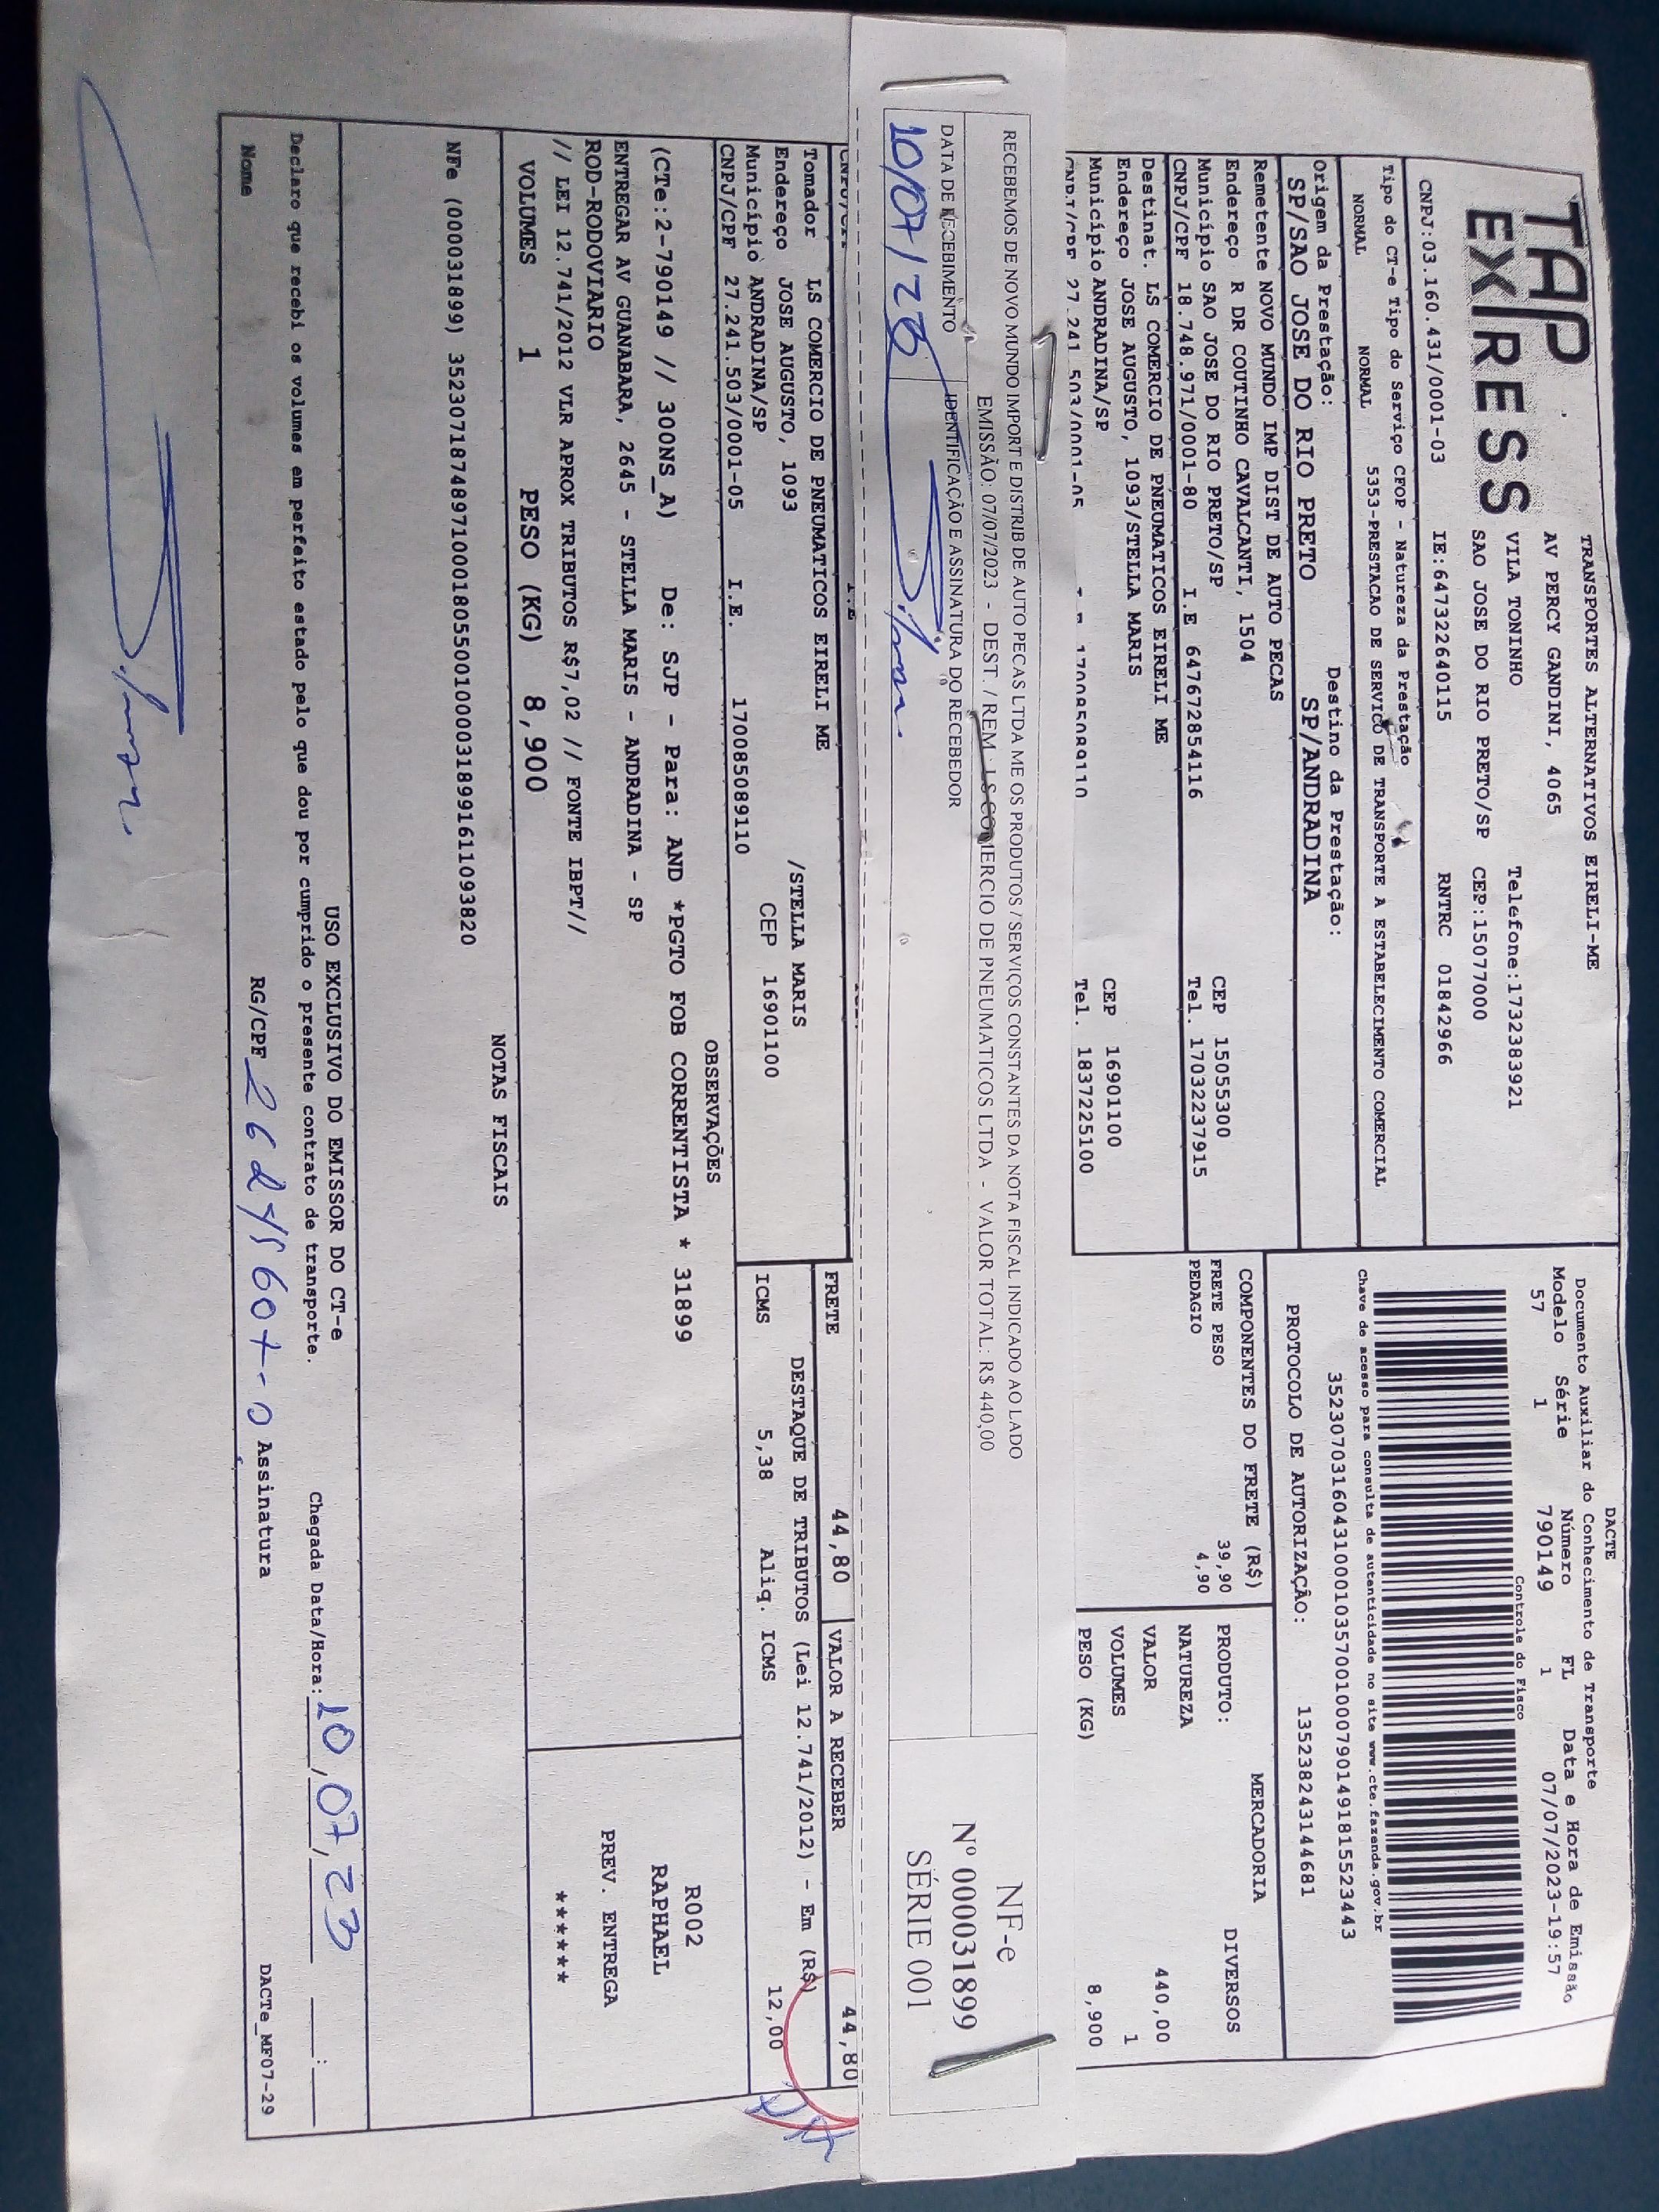 TAP
EXPRESS
TRANSPORTES ALTERNATIVOS EIRELI-ME
AV PERCY GANDINI, 4065
VILA TONINHO Telefone:1732383921
SAO JOSE DO RIO PRETO/SP CEP:15077000
CNPJ:03.160.431/0001-03 IE:647322640115 RNTRC 01842966
DACTE
Documento Auxiliar do Conhecimento de Transporte
Modelo Série Número FL Data e Hora de Emissão
57 1 790149 1 07/07/2023-19:57
Controle do Fisco
Chave de acesso para consulta de autenticidade no site www.cte.fazenda.gov.br
35230703160431000103570010007901491815523443
PROTOCOLO DE AUTORIZAÇÃO: 135238243144681
Tipo do CT-e Tipo do Serviço CFOP - Natureza da Prestação
NORMAL NORMAL 5353-PRESTACAO DE SERVIÇO DE TRANSPORTE A ESTABELECIMENTO COMERCIAL
Origem da Prestação: Destino da Prestação:
SP/SAO JOSE DO RIO PRETO SP/ANDRADINA
Remetente NOVO MUNDO IMP DIST DE AUTO PECAS
Endereço R DR COUTINHO CAVALCANTI, 1504
Município SAO JOSE DO RIO PRETO/SP CEP 15055300
CNPJ/CPF 18.748.971/0001-80 I.E 647672854116 Tel. 17032237915
Destinat. LS COMERCIO DE PNEUMATICOS EIRELI ME
Endereço JOSE AUGUSTO, 1093/STELLA MARIS
Município ANDRADINA/SP CEP 16901100
CNPJ/CPF 27.241.503/0001-05 170085089110 Tel. 1837225100
COMPONENTES DO FRETE (R$)
FRETE PESO 39,90
PEDAGIO 4,90
MERCADORIA
PRODUTO: DIVERSOS
NATUREZA
VALOR 440,00
VOLUMES 1
PESO (KG) 8,900
RECEBEMOS DE NOVO MUNDO IMPORT E DISTRIB DE AUTO PECAS LTDA ME OS PRODUTOS / SERVIÇOS CONSTANTES DA NOTA FISCAL INDICADO AO LADO
EMISSÃO: 07/07/2023 - DEST. / REM.: LS COMERCIO DE PNEUMATICOS LTDA - VALOR TOTAL: R$ 440,00
DATA DE RECEBIMENTO IDENTIFICAÇÃO E ASSINATURA DO RECEBEDOR
10/07/23
NF-e
Nº 000031899
SÉRIE 001
FRETE 44,80 VALOR A RECEBER 44,80
Tomador LS COMERCIO DE PNEUMATICOS EIRELI ME
Endereço JOSE AUGUSTO, 1093 /STELLA MARIS
Município ANDRADINA/SP CEP 16901100
CNPJ/CPF 27.241.503/0001-05 I.E. 170085089110
DESTAQUE DE TRIBUTOS (Lei 12.741/2012) - Em (R$)
ICMS 5,38 Aliq. ICMS 12,00
OBSERVAÇÕES
(CTe:2-790149 // 300NS_A) De: SJP - Para: AND *PGTO FOB CORRENTISTA * 31899
ENTREGAR AV GUANABARA, 2645 - STELLA MARIS - ANDRADINA - SP
ROD-RODOVIARIO
// LEI 12.741/2012 VLR APROX TRIBUTOS R$7,02 // FONTE IBPT//
VOLUMES 1 PESO (KG) 8,900
R002
RAPHAEL
PREV. ENTREGA
******
NOTAS FISCAIS
NFe (000031899) 35230718748971000180550010000318991611093820
USO EXCLUSIVO DO EMISSOR DO CT-e
Declaro que recebi os volumes em perfeito estado pelo que dou por cumprido o presente contrato de transporte. Chegada Data/Hora: 10/07/23 __:__
Nome RG/CPF Assinatura
DACTe_MF07-29